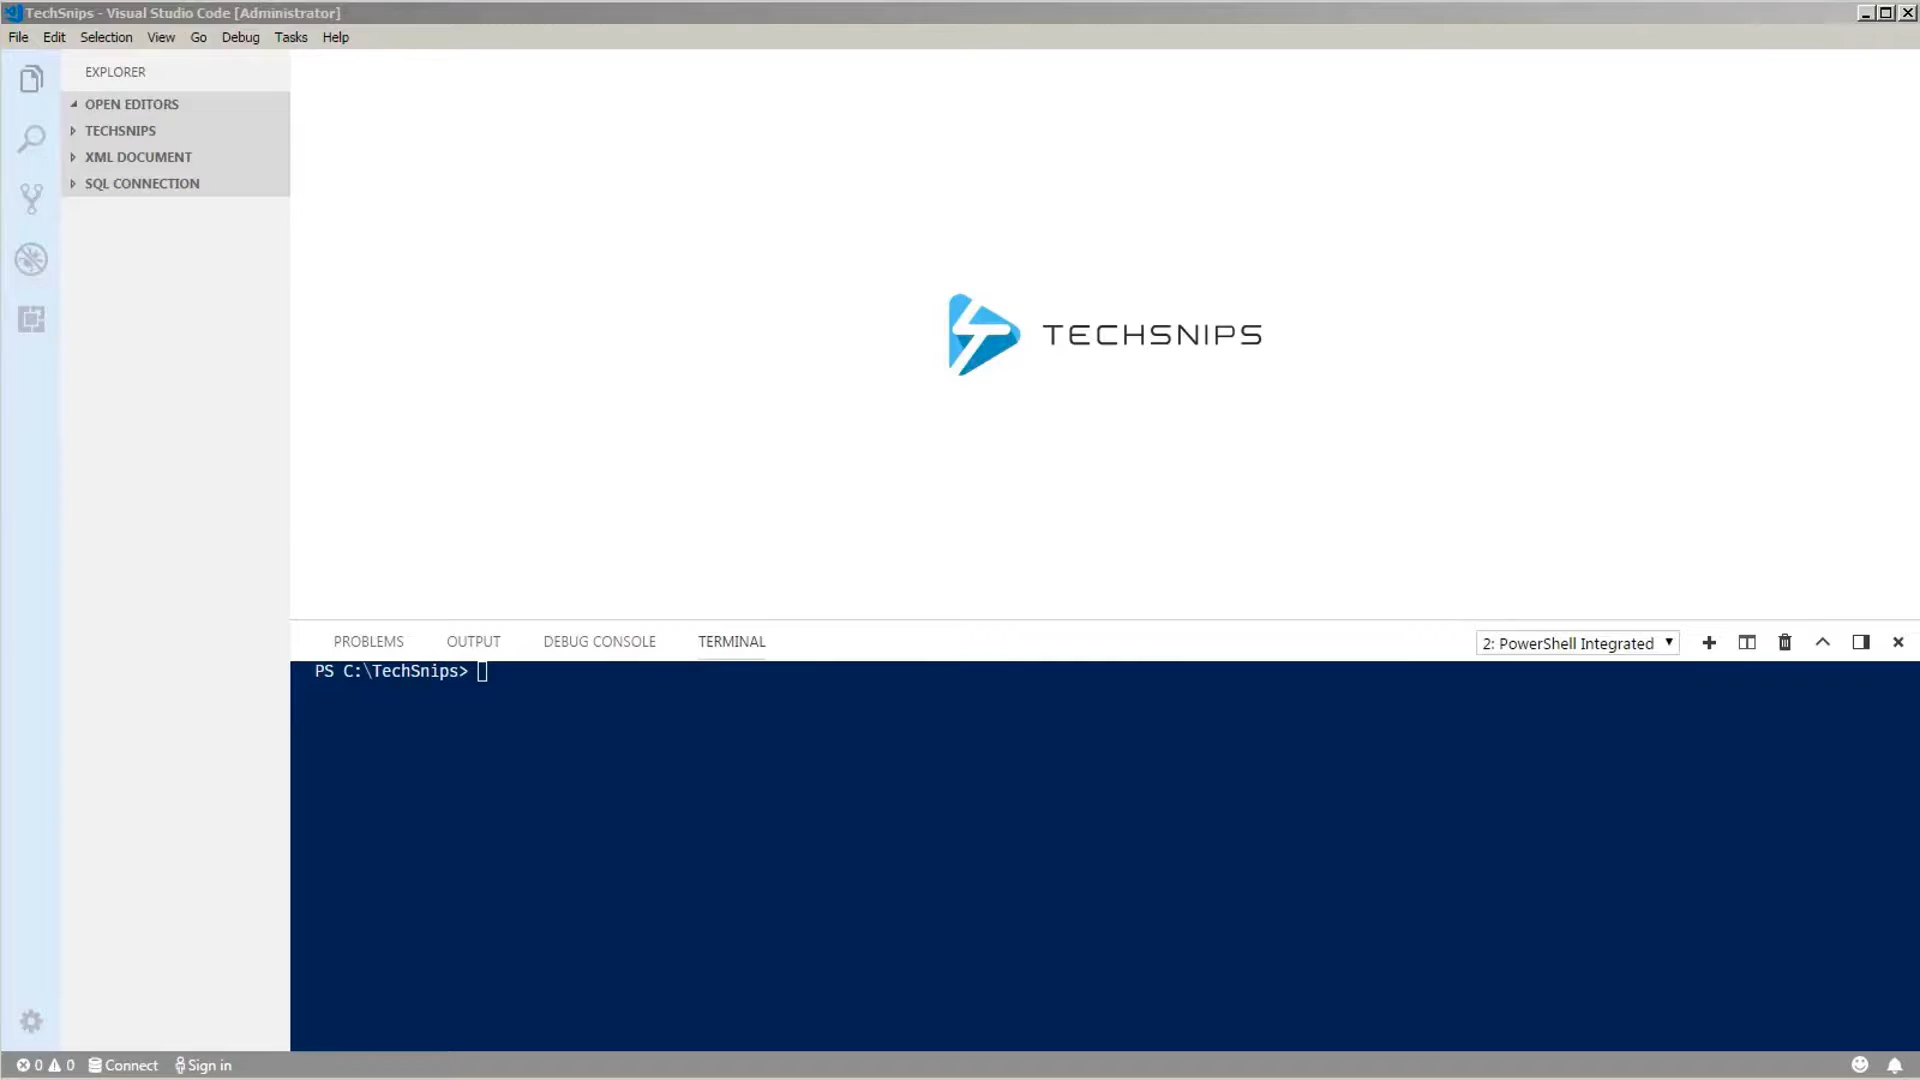 TechSnips - Visual Studio Code [Administrator]
File Edit Selection View Go Debug Tasks Help
EXPLORER
OPEN EDITORS
TECHSNIPS
XML DOCUMENT
SQL CONNECTION
TECHSNIPS
PROBLEMS OUTPUT DEBUG CONSOLE TERMINAL 2: PowerShell Integrated
PS C:\TechSnips>
0 0 Connect Sign in